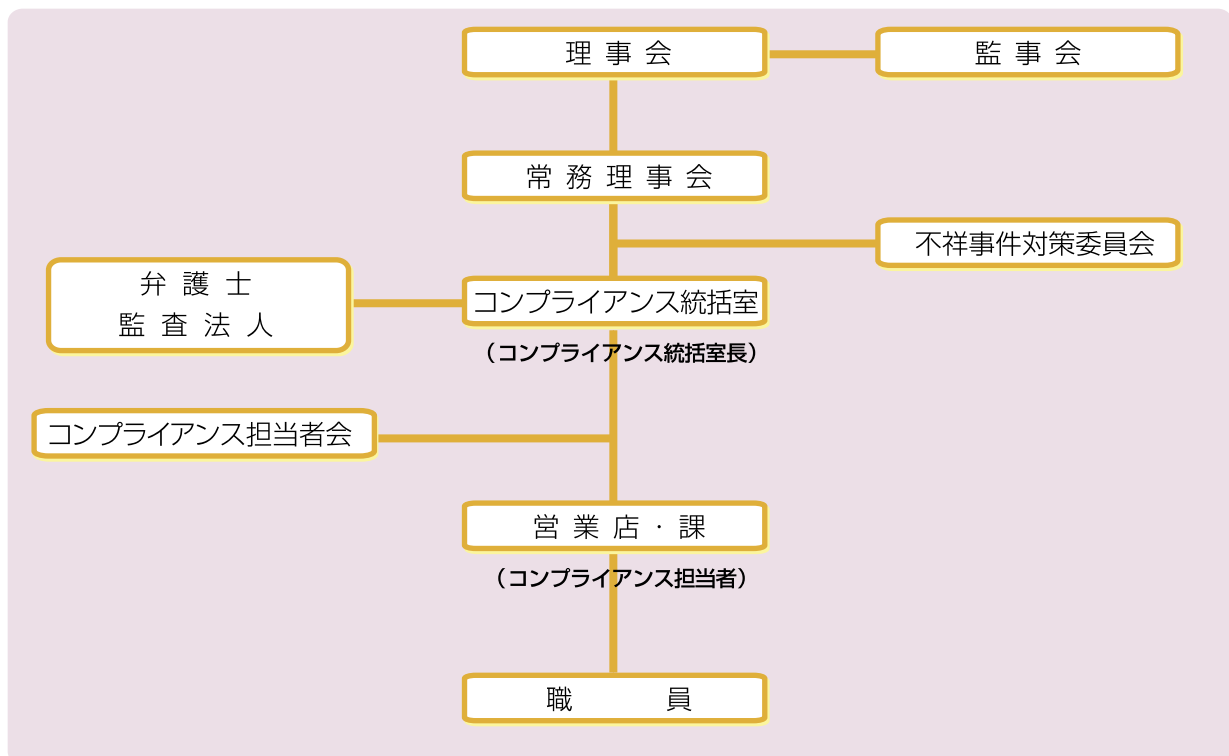 理事会
監事会
常務理事会
不祥事件対策委員会
弁護士
監査法人
コンプライアンス統括室
（コンプライアンス統括室長）
コンプライアンス担当者会
営業店・課
（コンプライアンス担当者）
職員